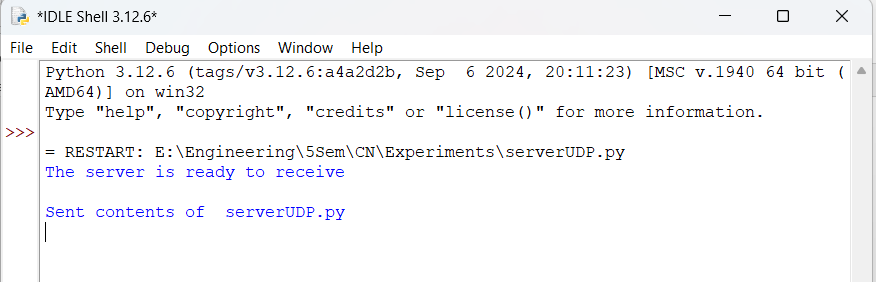 *IDLE Shell 3.12.6*
File Edit Shell Debug Options Window Help
Python 3.12.6 (tags/v3.12.6:a4a2d2b, Sep  6 2024, 20:11:23) [MSC v.1940 64 bit (
AMD64)] on win32
Type "help", "copyright", "credits" or "license()" for more information.
>>>
= RESTART: E:\Engineering\5Sem\CN\Experiments\serverUDP.py
The server is ready to receive
Sent contents of  serverUDP.py